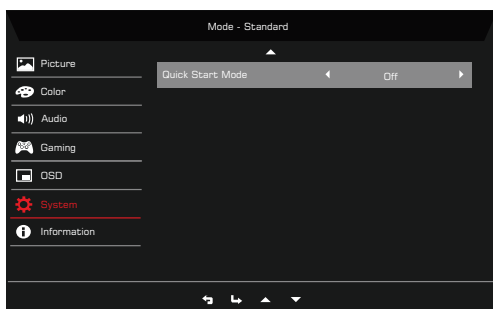 Mode - Standard
Picture
Quick Start Mode Off
Color
Audio
Gaming
OSD
System
Information